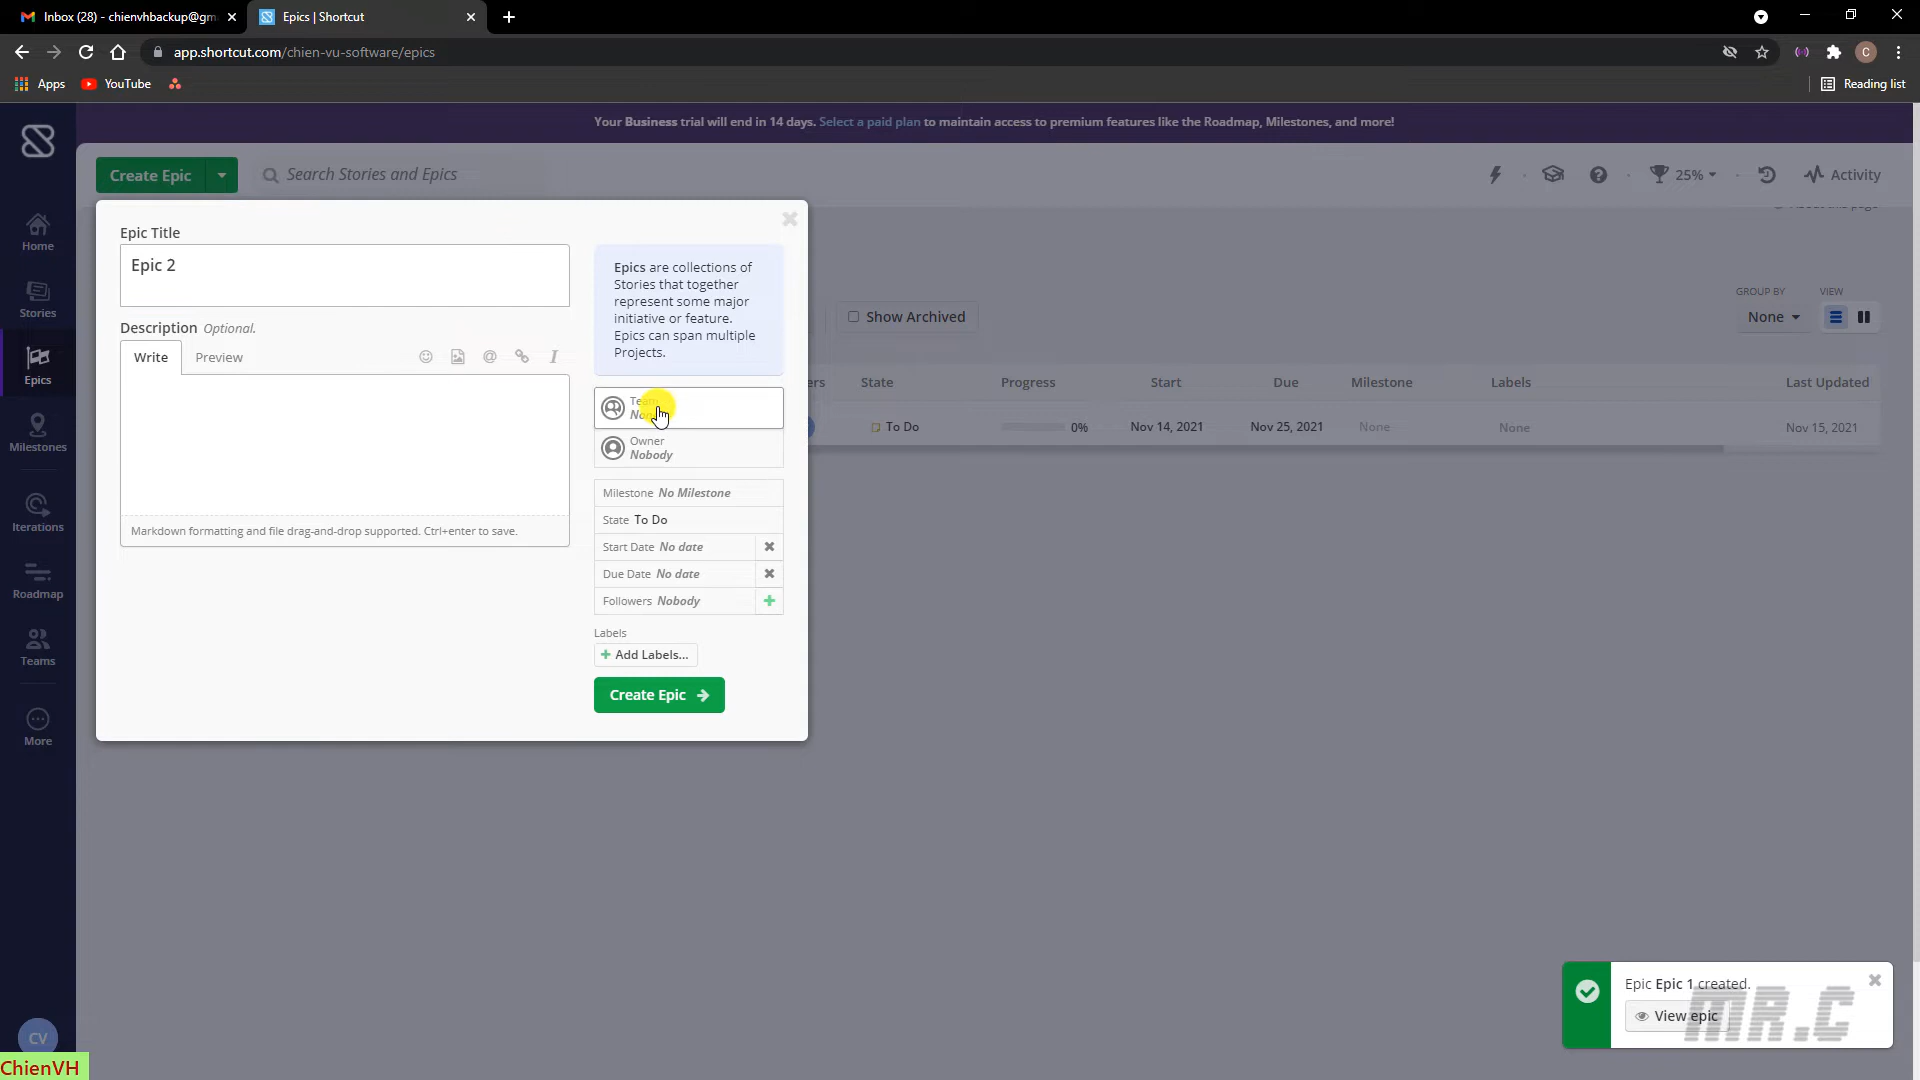 Inbox (28) - chienvhbackup@gm
Epics | Shortcut
app.shortcut.com/chien-vu-software/epics
Apps
YouTube
Reading list
Your Business trial will end in 14 days. Select a paid plan to maintain access to premium features like the Roadmap, Milestones, and more!
Create Epic
Search Stories and Epics
25%
Activity
Home
Stories
Epics
Milestones
Iterations
Roadmap
Teams
More
CV
ChienVH
Epic Title
Epic 2
Description Optional.
Write
Preview
Markdown formatting and file drag-and-drop supported. Ctrl+enter to save.
Epics are collections of
Stories that together
represent some major
initiative or feature.
Epics can span multiple
Projects.
Team
None
Owner
Nobody
Milestone No Milestone
State To Do
Start Date No date
Due Date No date
Followers Nobody
Labels
Add Labels...
Create Epic
Show Archived
GROUP BY
None
VIEW
State
Progress
Start
Due
Milestone
Labels
Last Updated
To Do
0%
Nov 14, 2021
Nov 25, 2021
None
None
Nov 15, 2021
Epic Epic 1 created.
View epic
MR.C